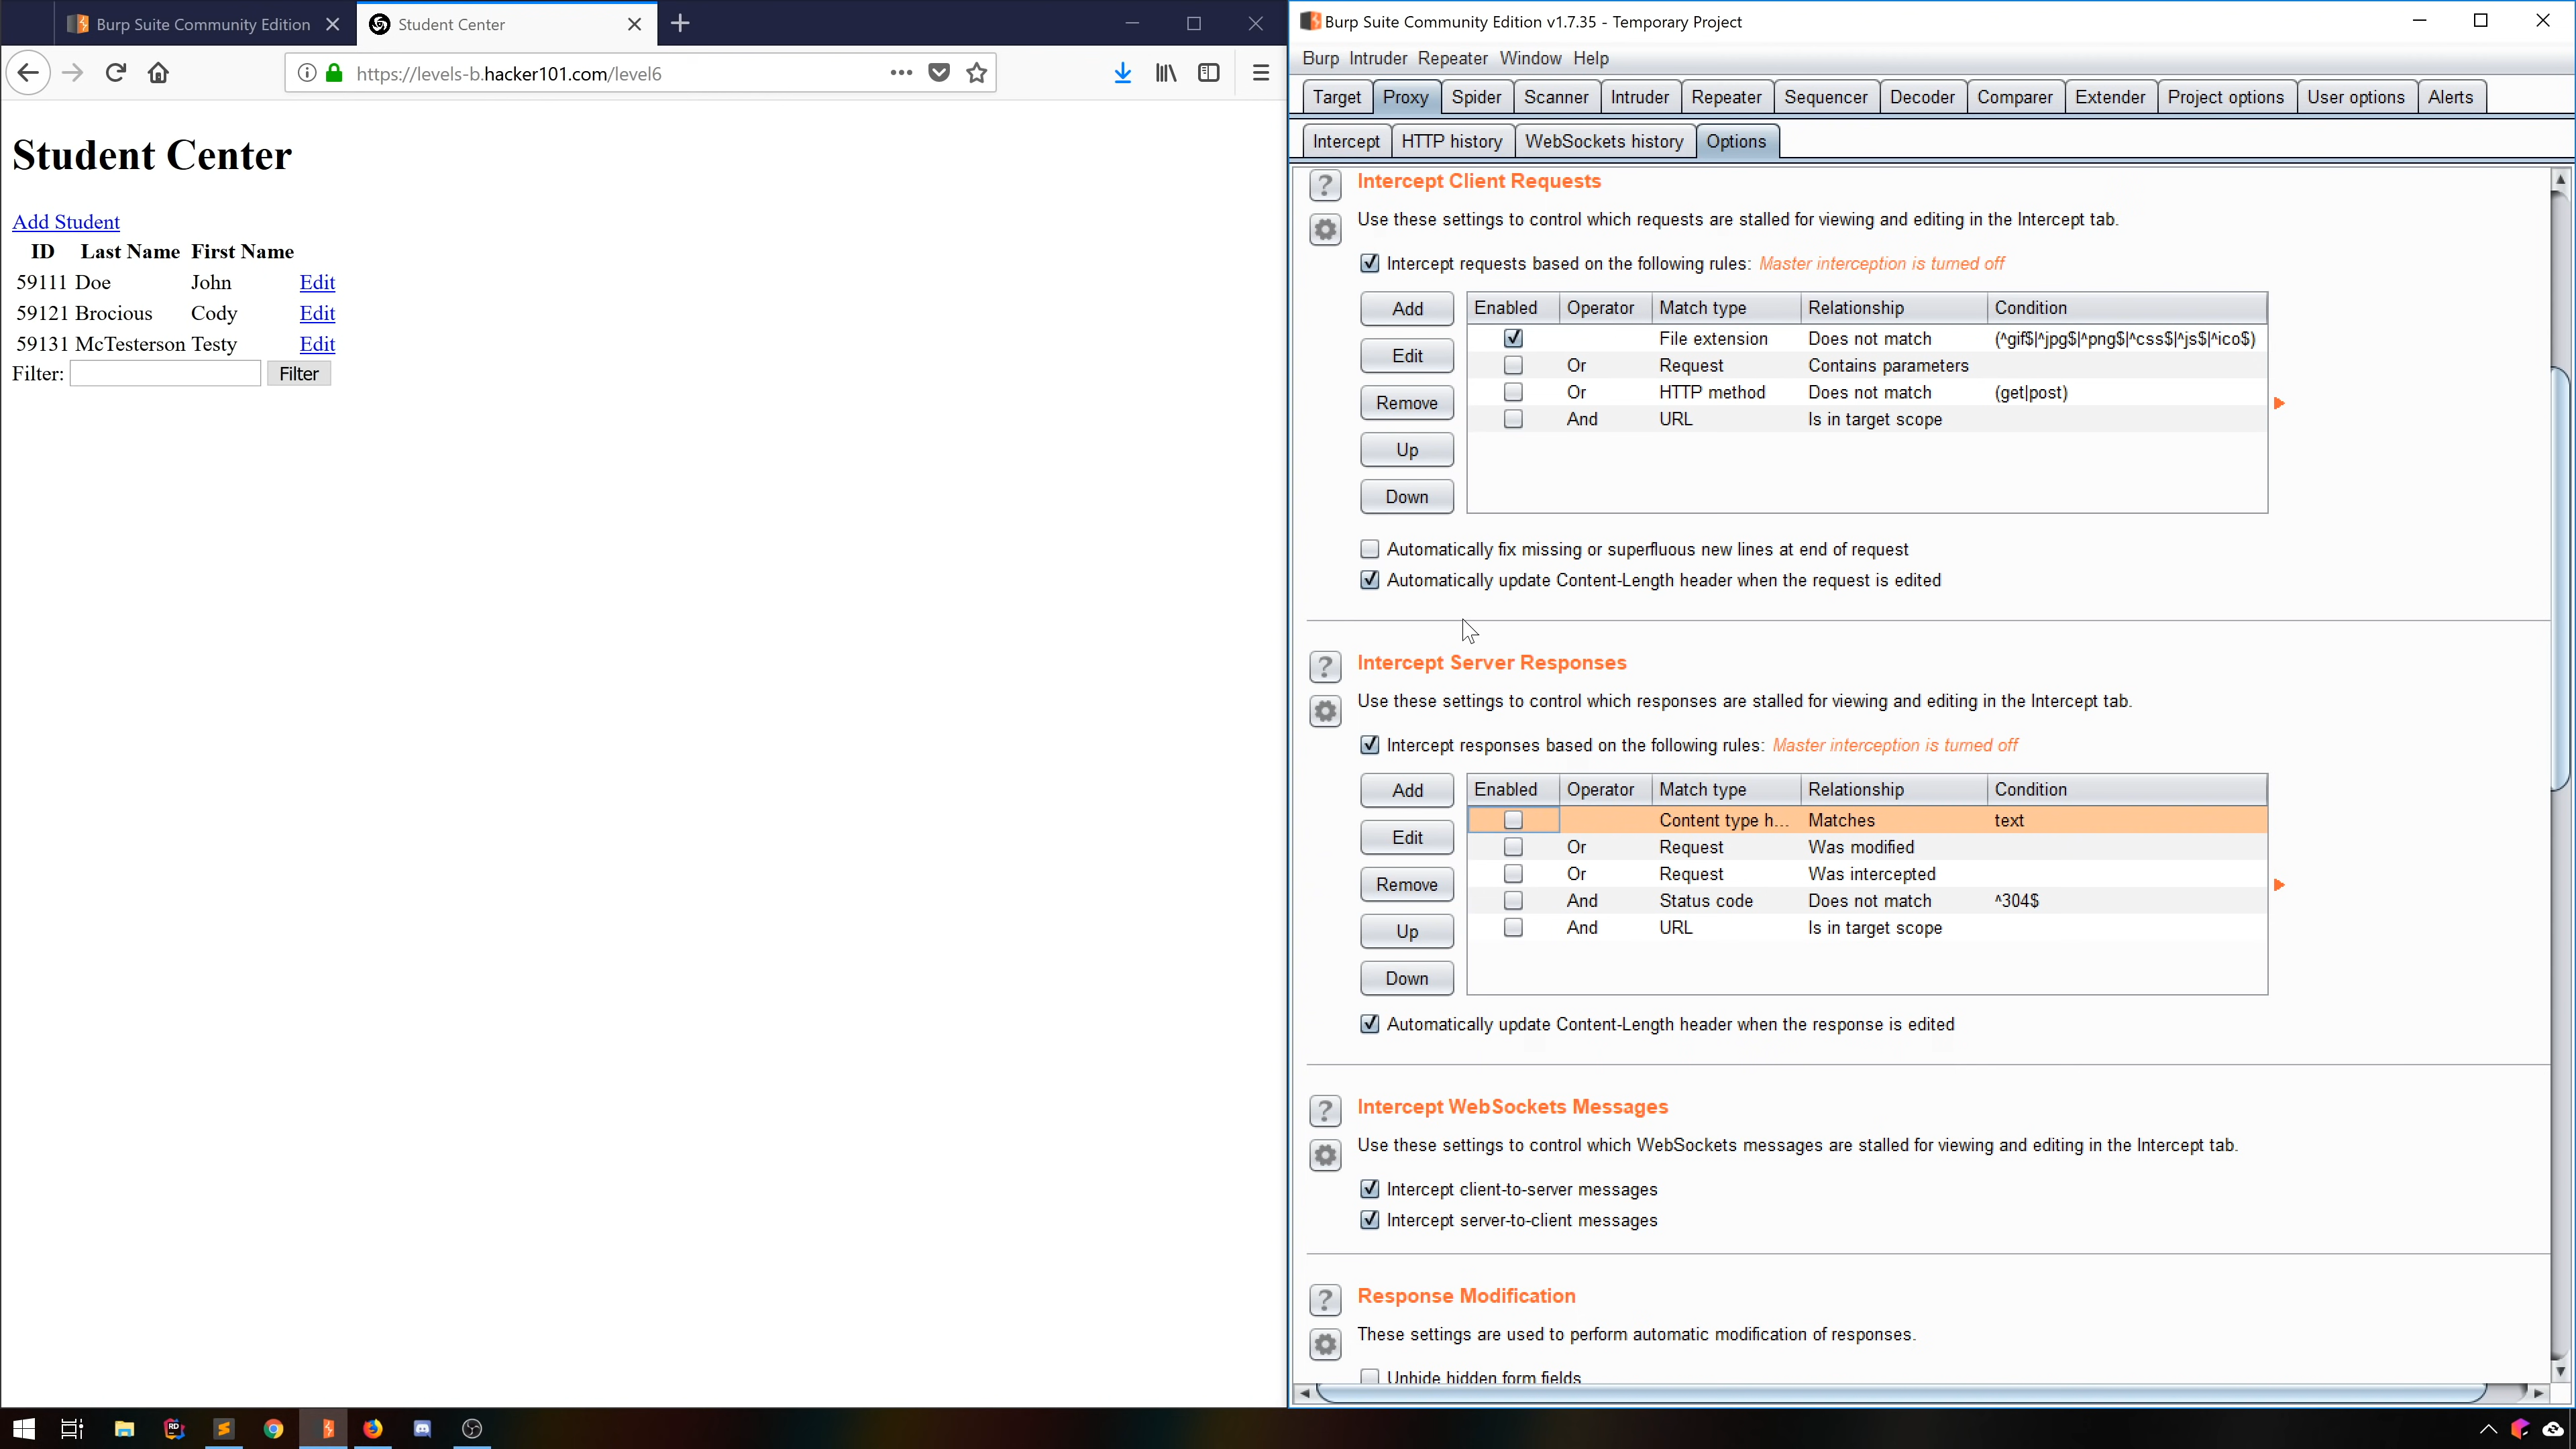 Burp Suite Community Edition
Student Center
https://levels-b.hacker101.com/level6
Student Center
Add Student
ID Last Name First Name
59111 Doe John Edit
59121 Brocious Cody Edit
59131 McTesterson Testy Edit
Filter: Filter
Burp Suite Community Edition v1.7.35 - Temporary Project
Burp Intruder Repeater Window Help
Target Proxy Spider Scanner Intruder Repeater Sequencer Decoder Comparer Extender Project options User options Alerts
Intercept HTTP history WebSockets history Options
? Intercept Client Requests
Use these settings to control which requests are stalled for viewing and editing in the Intercept tab.
Intercept requests based on the following rules: Master interception is turned off
Add
Edit
Remove
Up
Down
Enabled Operator Match type Relationship Condition
File extension Does not match (^gif$|^jpg$|^png$|^css$|^js$|^ico$)
Or Request Contains parameters
Or HTTP method Does not match (get|post)
And URL Is in target scope
Automatically fix missing or superfluous new lines at end of request
Automatically update Content-Length header when the request is edited
? Intercept Server Responses
Use these settings to control which responses are stalled for viewing and editing in the Intercept tab.
Intercept responses based on the following rules: Master interception is turned off
Add
Edit
Remove
Up
Down
Enabled Operator Match type Relationship Condition
Content type h... Matches text
Or Request Was modified
Or Request Was intercepted
And Status code Does not match ^304$
And URL Is in target scope
Automatically update Content-Length header when the response is edited
? Intercept WebSockets Messages
Use these settings to control which WebSockets messages are stalled for viewing and editing in the Intercept tab.
Intercept client-to-server messages
Intercept server-to-client messages
? Response Modification
These settings are used to perform automatic modification of responses.
Unhide hidden form fields
RD